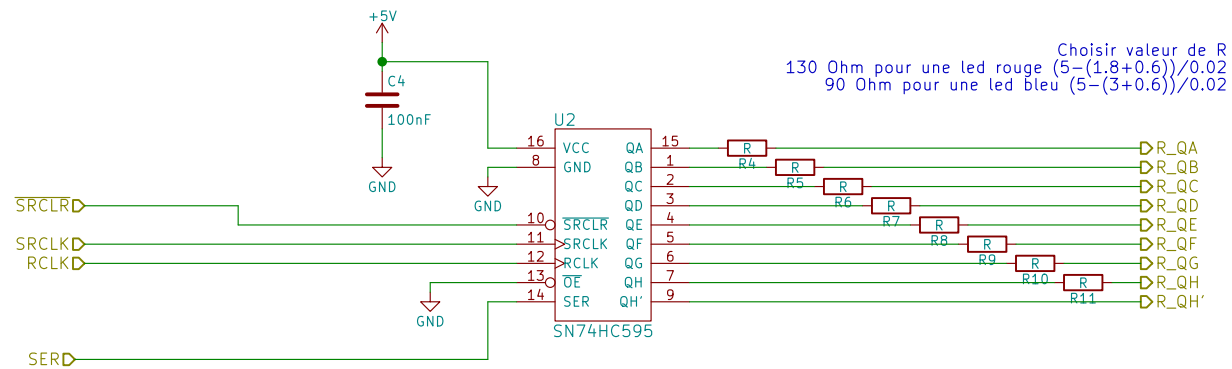 +5V
Choisir valeur de R
130 Ohm pour une led rouge (5-(1.8+0.6))/0.02
90 Ohm pour une led bleu (5-(3+0.6))/0.02
C4
100nF
GND
U2
16 VCC QA 15 R R4 R_QA
8 GND QB 1 R R5 R_QB
GND
QC 2 R R6 R_QC
SRCLR QD 3 R R7 R_QD
10 SRCLR QE 4 R R8 R_QE
SRCLK 11 SRCLK QF 5 R R9 R_QF
RCLK 12 RCLK QG 6 R R10 R_QG
13 OE QH 7 R R11 R_QH
GND
14 SER QH' 9 R_QH'
SN74HC595
SER